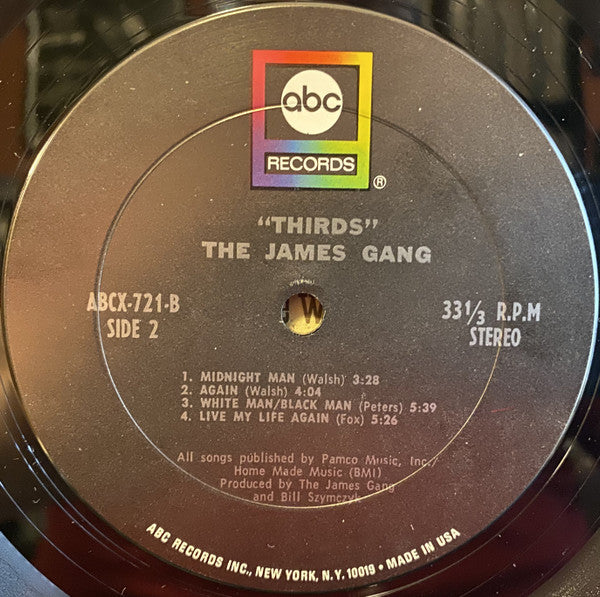 abc
RECORDS
®
"THIRDS"
THE JAMES GANG
ABCX-721-B
SIDE 2
33 1/3 R.P.M
STEREO
W
1. MIDNIGHT MAN (Walsh) 3:28
2. AGAIN (Walsh) 4:04
3. WHITE MAN/BLACK MAN (Peters) 5:39
4. LIVE MY LIFE AGAIN (Fox) 5:26
All songs published by Pamco Music, Inc./
Home Made Music (BMI)
Produced by The James Gang
and Bill Szymczyk
ABC RECORDS INC., NEW YORK, N.Y. 10019 • MADE IN USA